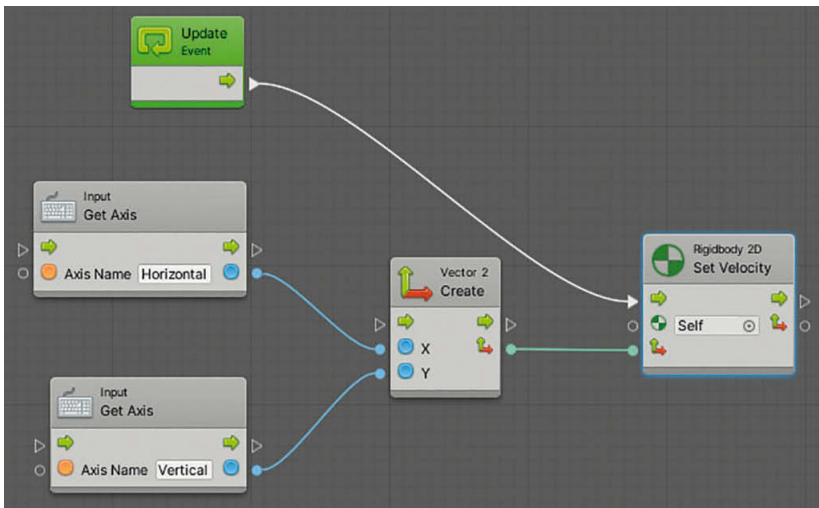 Update
Event
Input
Get Axis
Axis Name Horizontal
Input
Get Axis
Axis Name Vertical
Vector 2
Create
X
Y
Rigidbody 2D
Set Velocity
Self